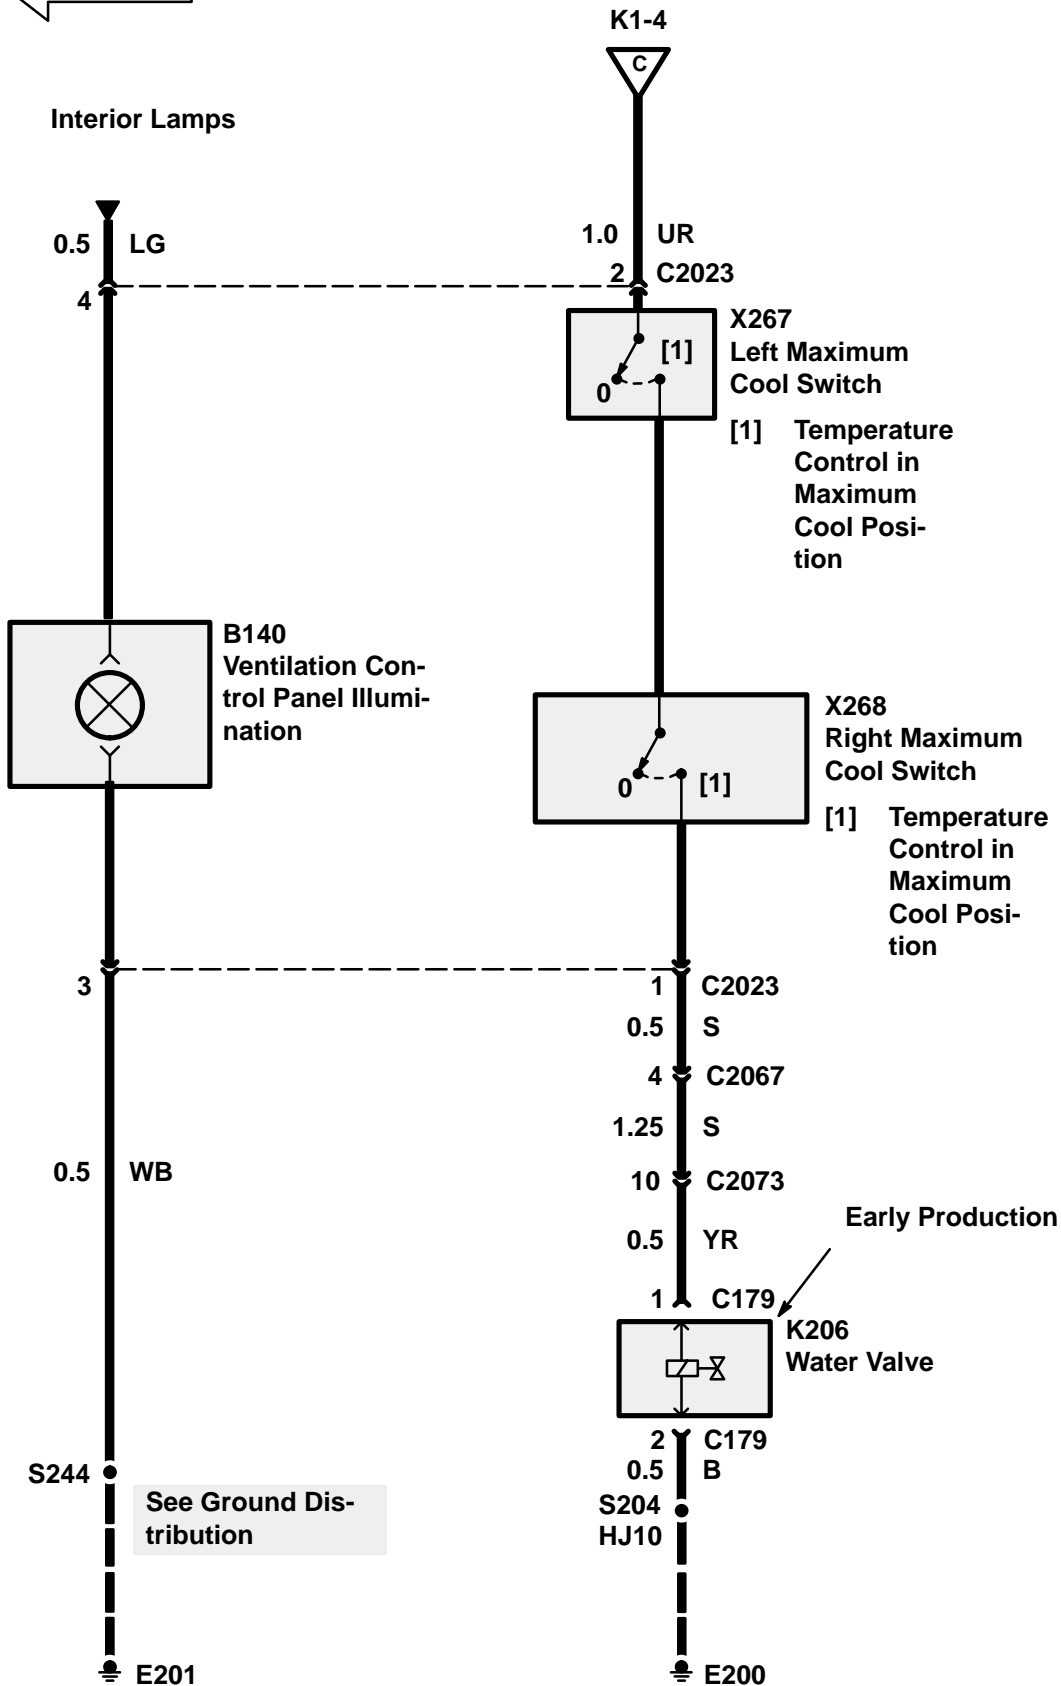 K1-4
C
Interior Lamps
0.5 LG
1.0 UR
2 C2023
4
X267
Left Maximum
Cool Switch
[1]
0
[1] Temperature
Control in
Maximum
Cool Posi-
tion
B140
Ventilation Con-
trol Panel Illumi-
nation
X268
Right Maximum
Cool Switch
0 [1]
[1] Temperature
Control in
Maximum
Cool Posi-
tion
3
1 C2023
0.5 S
4 C2067
1.25 S
0.5 WB
10 C2073
Early Production
0.5 YR
1 C179
K206
Water Valve
2 C179
0.5 B
S244
See Ground Dis-
tribution
S204
HJ10
E201
E200